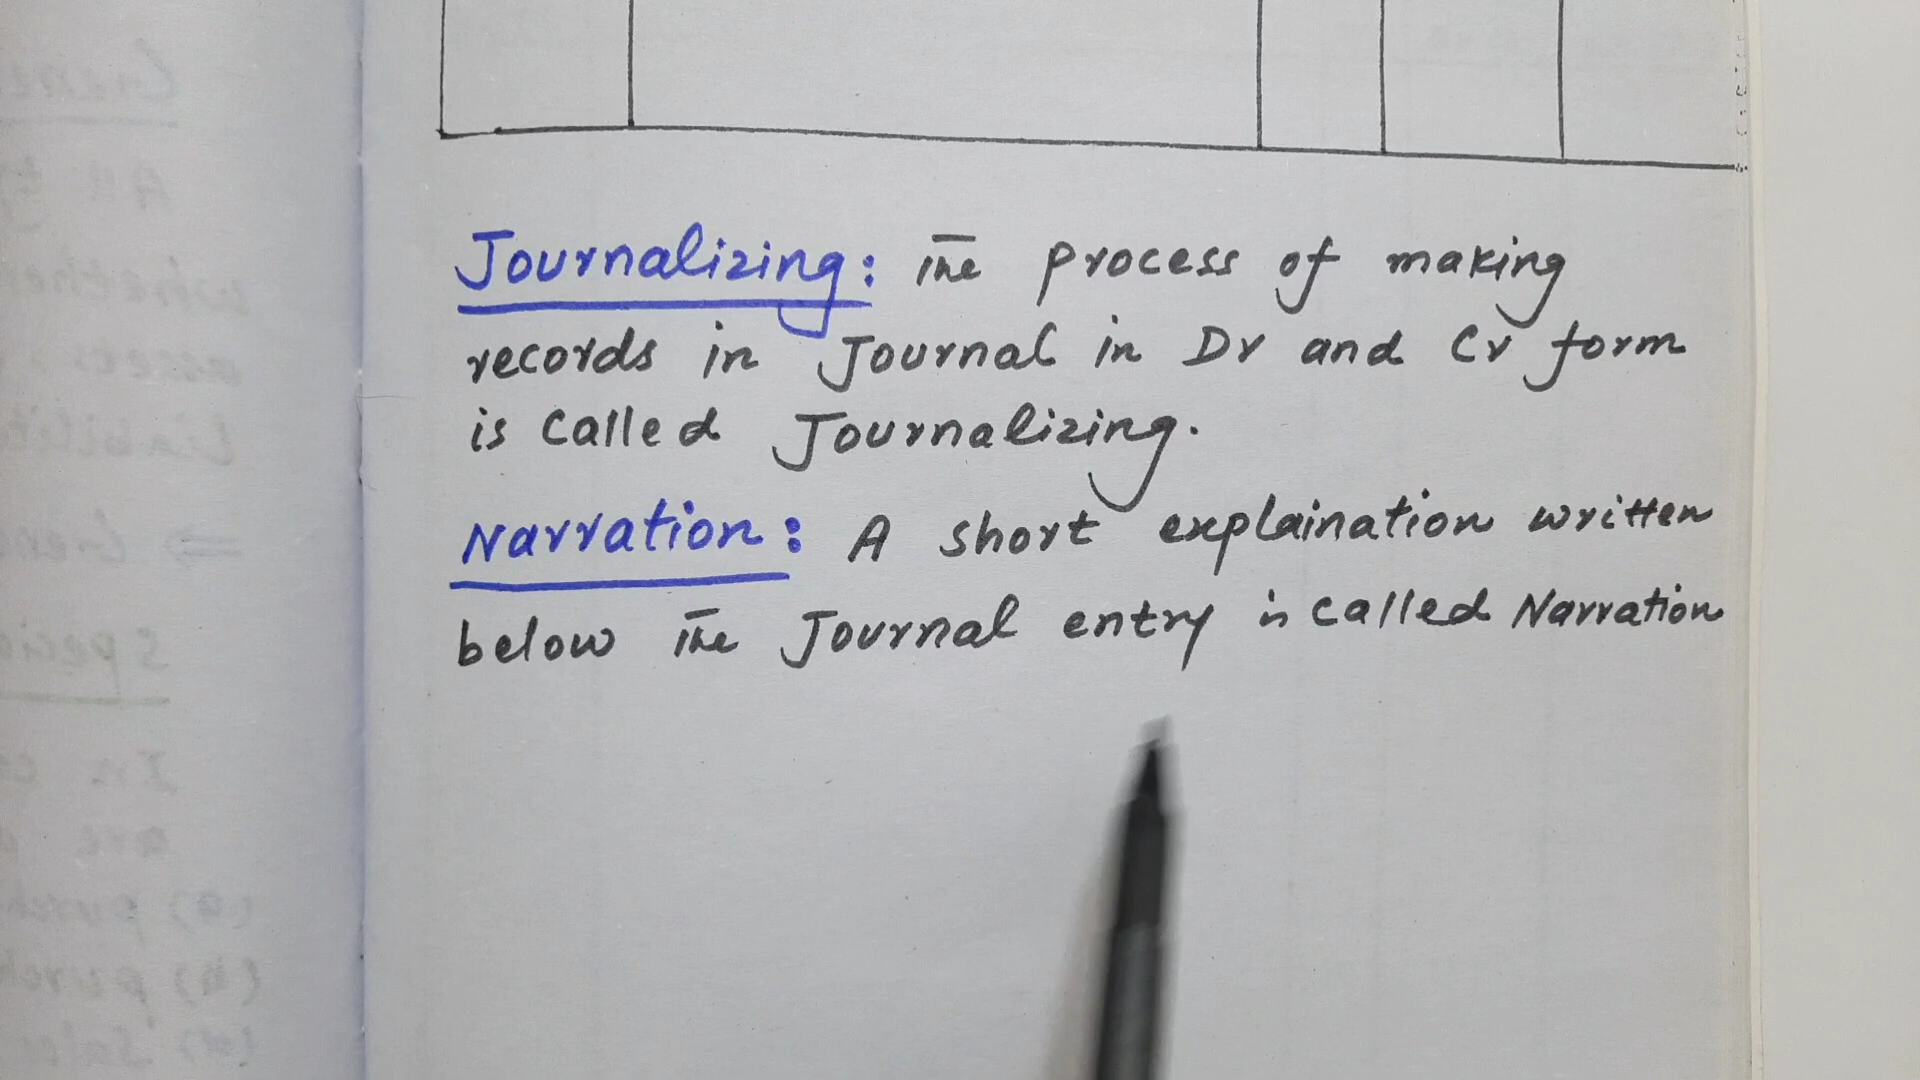 Journalizing: The process of making
records in Journal in Dr and Cr form
is called Journalizing.
Narration: A short explaination written
below the Journal entry is called Narration